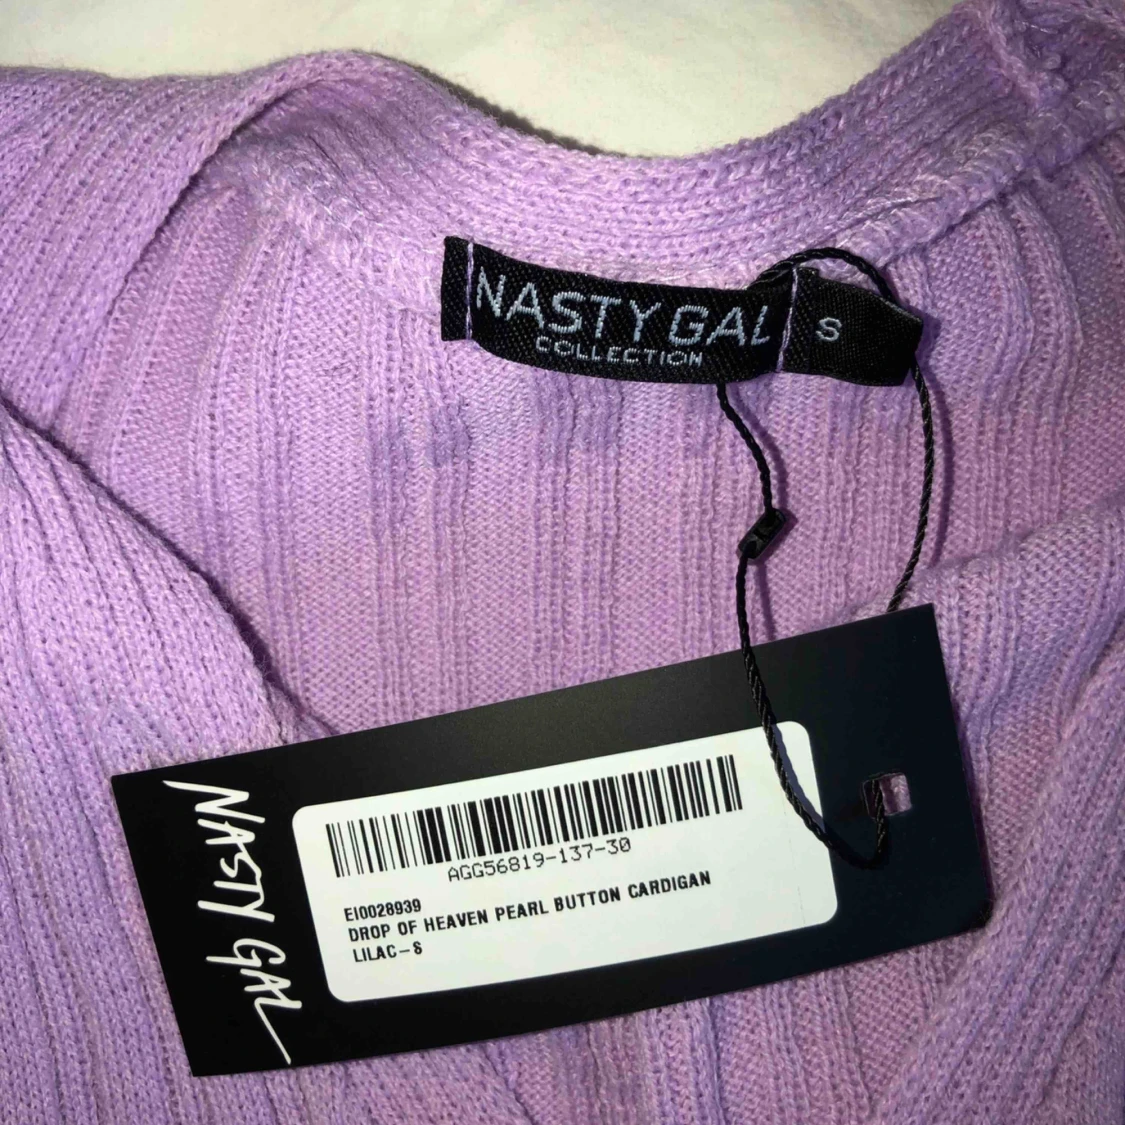 NASTY GAL
COLLECTION
S
NASTY GAL
AGG56819-137-30
EI0028939
DROP OF HEAVEN PEARL BUTTON CARDIGAN
LILAC-S